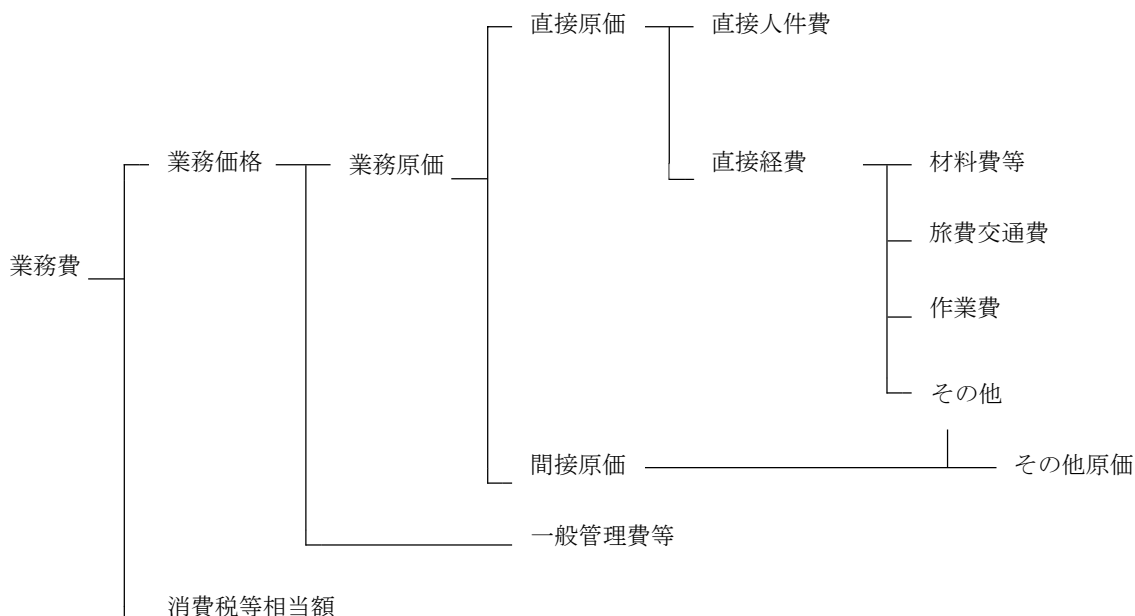 直接原価 直接人件費
業務価格 業務原価 直接経費 材料費等
旅費交通費
業務費
作業費
その他
間接原価 その他原価
一般管理費等
消費税等相当額